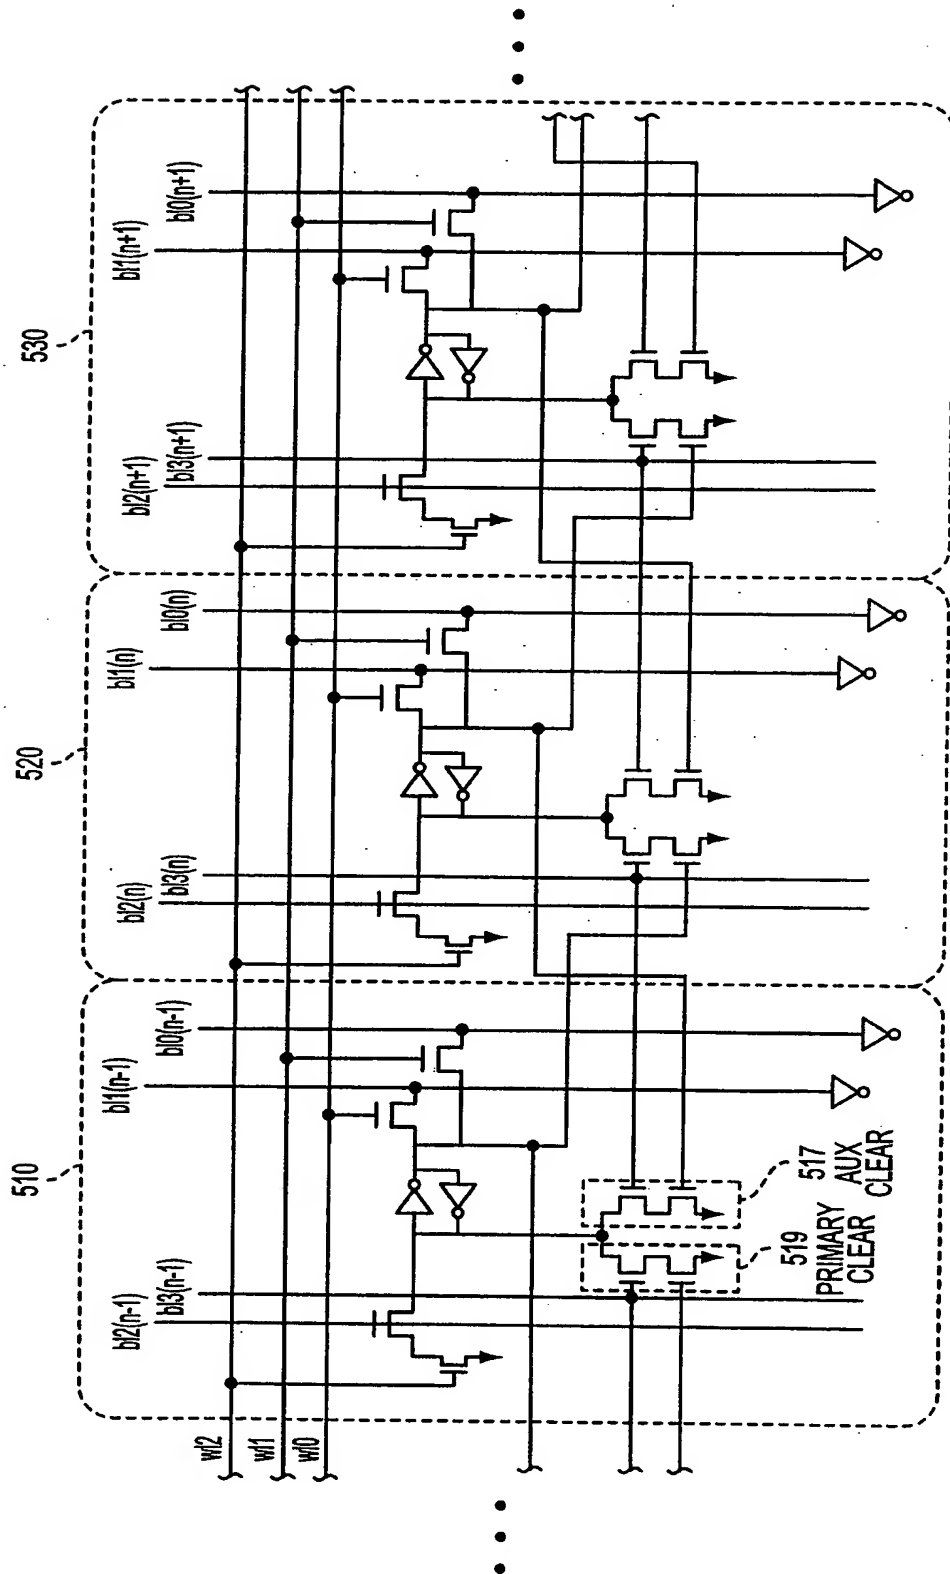 510
520
530
bl2(n-1)
bl3(n-1)
bl1(n-1)
bl0(n-1)
bl2(n)
bl3(n)
bl1(n)
bl0(n)
bl2(n+1)
bl3(n+1)
bl1(n+1)
bl0(n+1)
wl2
wl1
wl0
519
PRIMARY
CLEAR
517
AUX
CLEAR